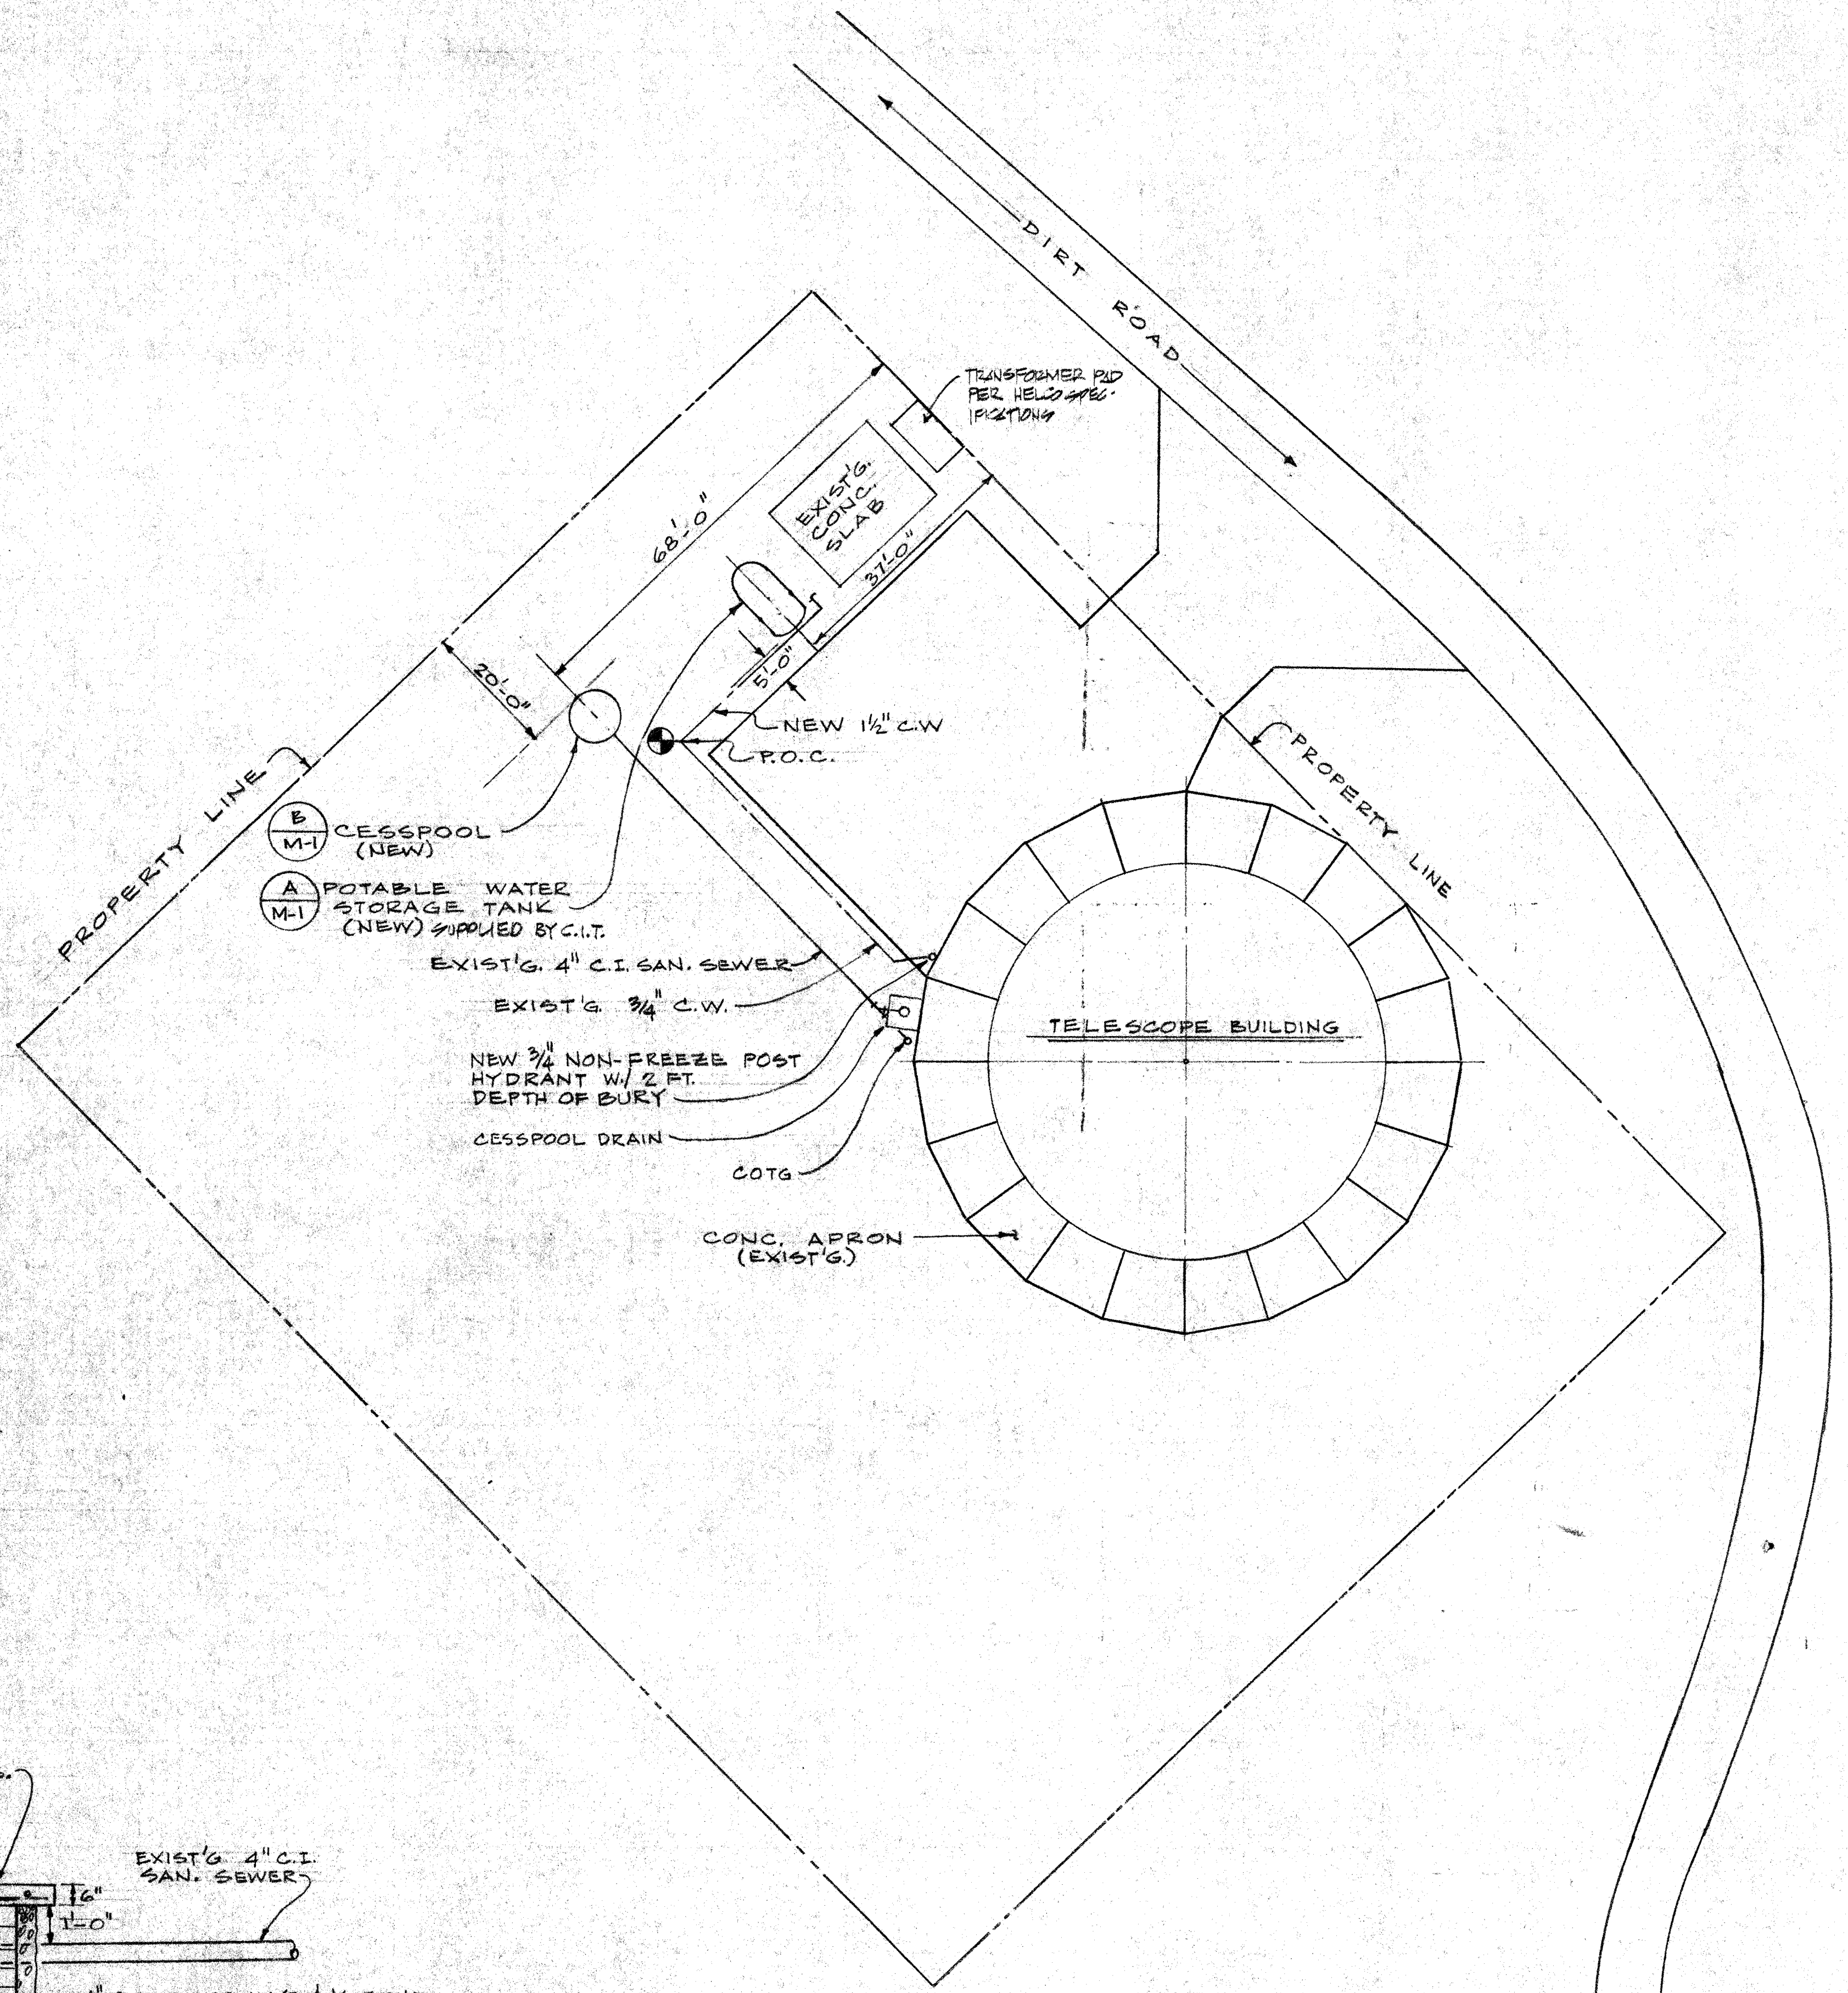 DIRT ROAD
TRANSFORMER PAD
PER HELCO SPEC-
IFICATIONS
EXIST'G.
CONC.
SLAB
68'-0"
37'-0"
20'-0"
5'-0"
NEW 1½" C.W
P.O.C.
PROPERTY LINE
PROPERTY LINE
B
M-1
CESSPOOL
(NEW)
A
M-1
POTABLE WATER
STORAGE TANK
(NEW) SUPPLIED BY C.I.T.
EXIST'G. 4" C.I. SAN. SEWER
EXIST'G. ¾" C.W.
TELESCOPE BUILDING
NEW ¾" NON-FREEZE POST
HYDRANT W/ 2 FT.
DEPTH OF BURY
CESSPOOL DRAIN
COTG
CONC. APRON
(EXIST'G.)
EXIST'G. 4" C.I.
SAN. SEWER
6"
1'-0"